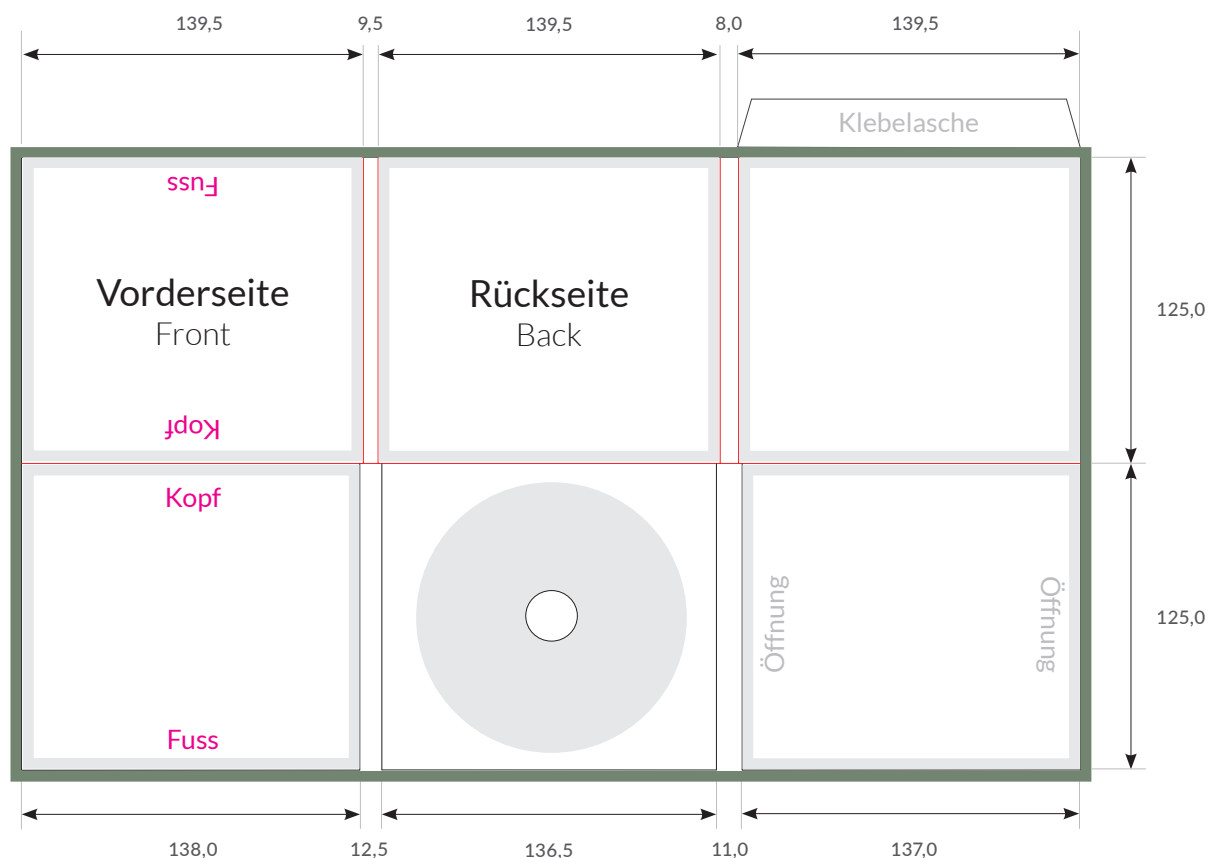 139,5
9,5
139,5
8,0
139,5
Klebelasche
Fuss
Vorderseite
Front
Rückseite
Back
125,0
Kopf
Kopf
Öffnung
Öffnung
125,0
Fuss
138,0
12,5
136,5
11,0
137,0